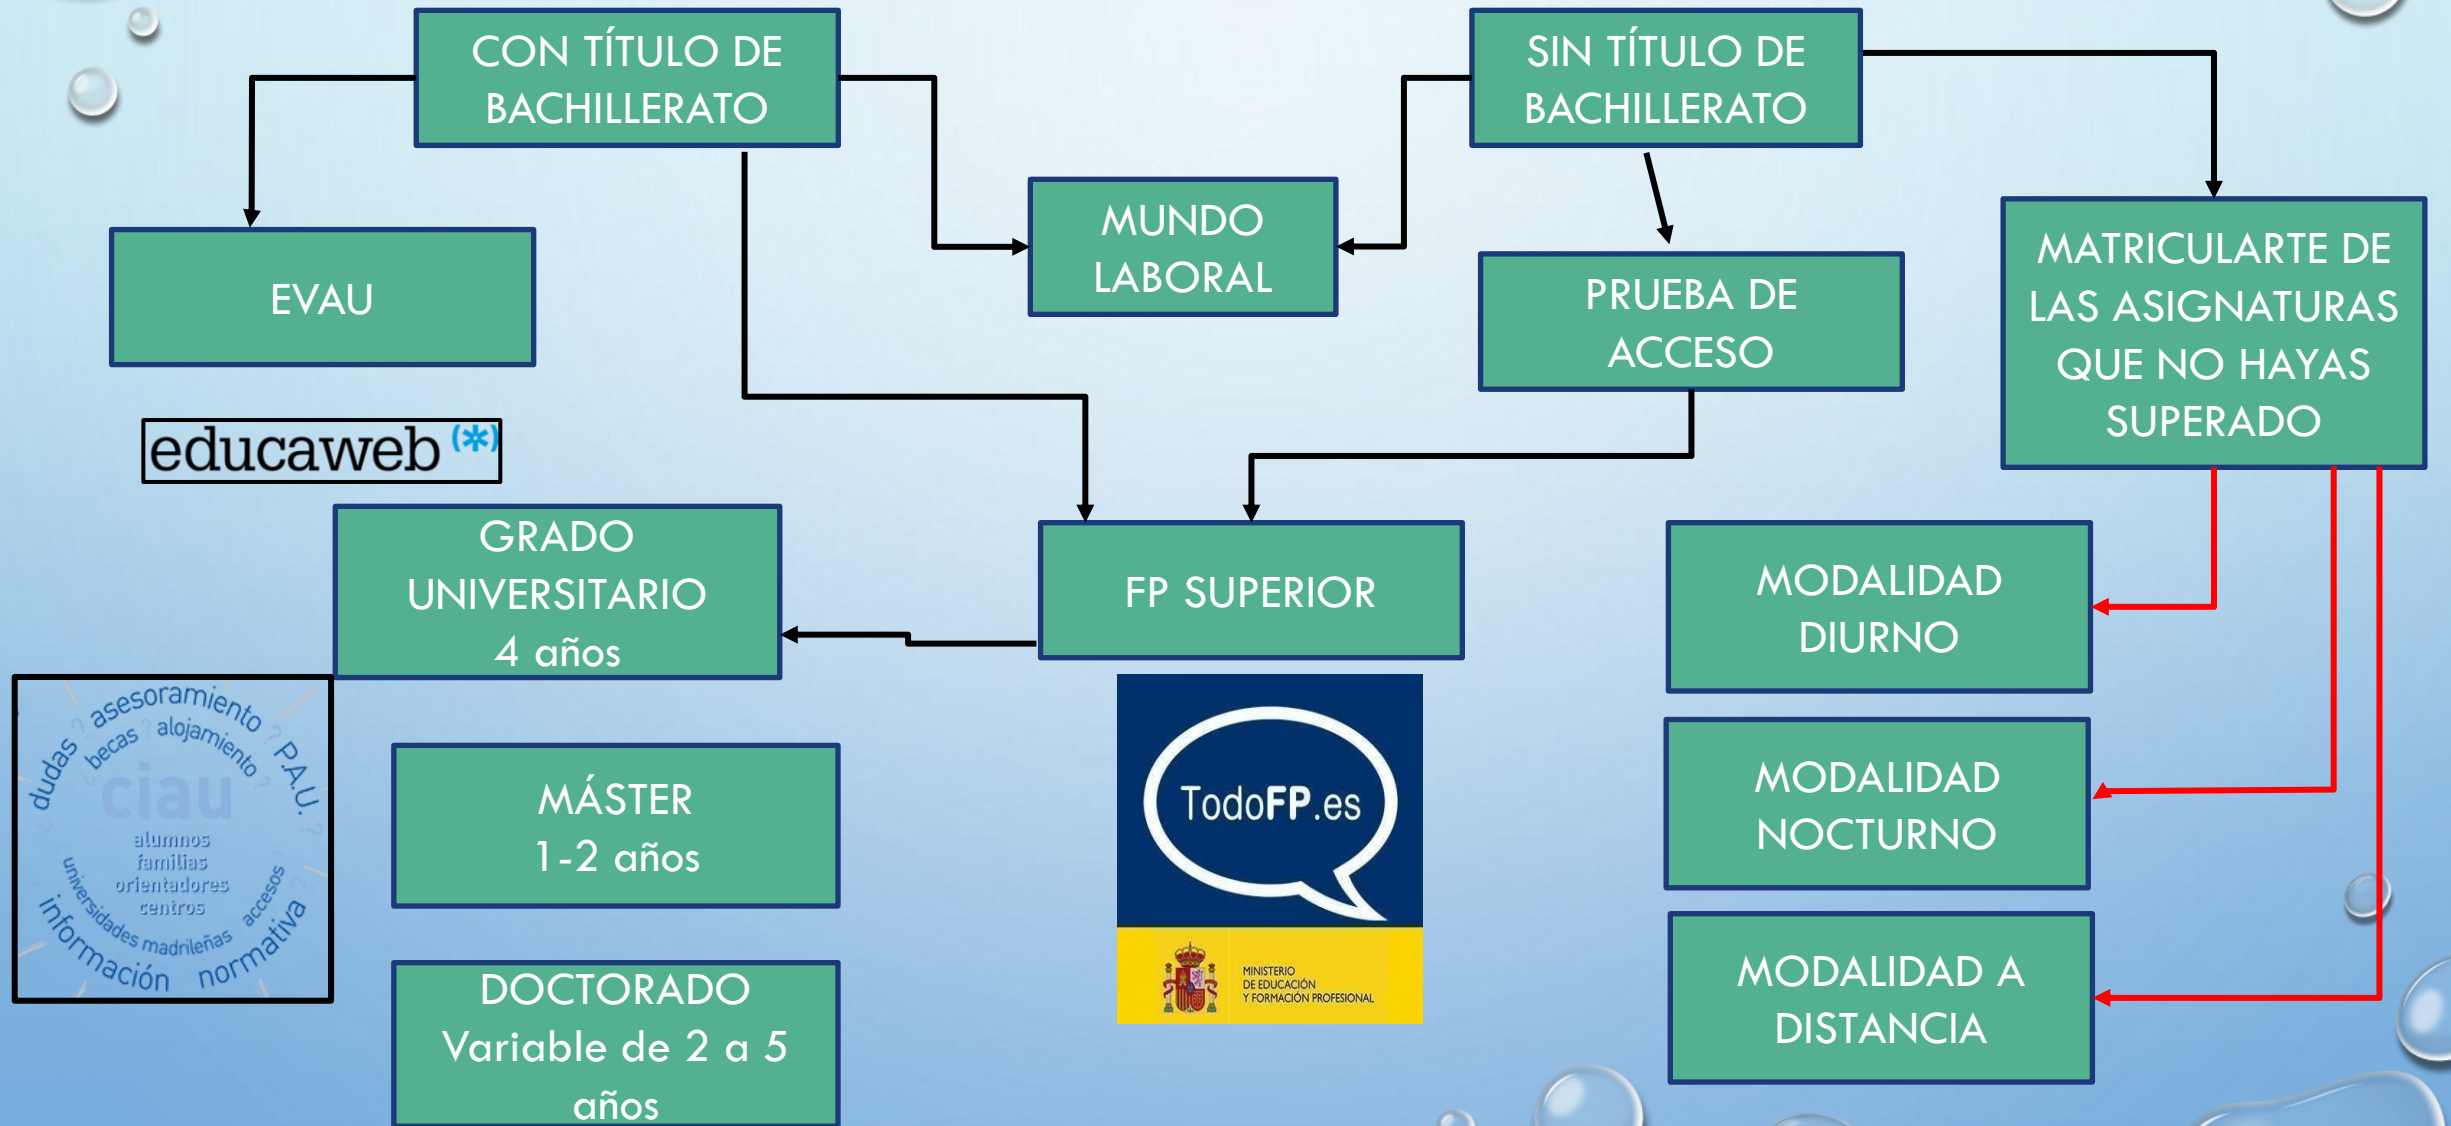 CON TÍTULO DE
BACHILLERATO
SIN TÍTULO DE
BACHILLERATO
MUNDO
LABORAL
EVAU
PRUEBA DE
ACCESO
MATRICULARTE DE
LAS ASIGNATURAS
QUE NO HAYAS
SUPERADO
educaweb(*)
GRADO
UNIVERSITARIO
4 años
FP SUPERIOR
MODALIDAD
DIURNO
dudas ? asesoramiento ? P.A.U. ?
? becas ? alojamiento ?
ciau
alumnos
familias
orientadores
centros
universidades madrileñas accesos
información normativa
MÁSTER
1-2 años
TodoFP.es
MINISTERIO
DE EDUCACIÓN
Y FORMACIÓN PROFESIONAL
MODALIDAD
NOCTURNO
DOCTORADO
Variable de 2 a 5
años
MODALIDAD A
DISTANCIA